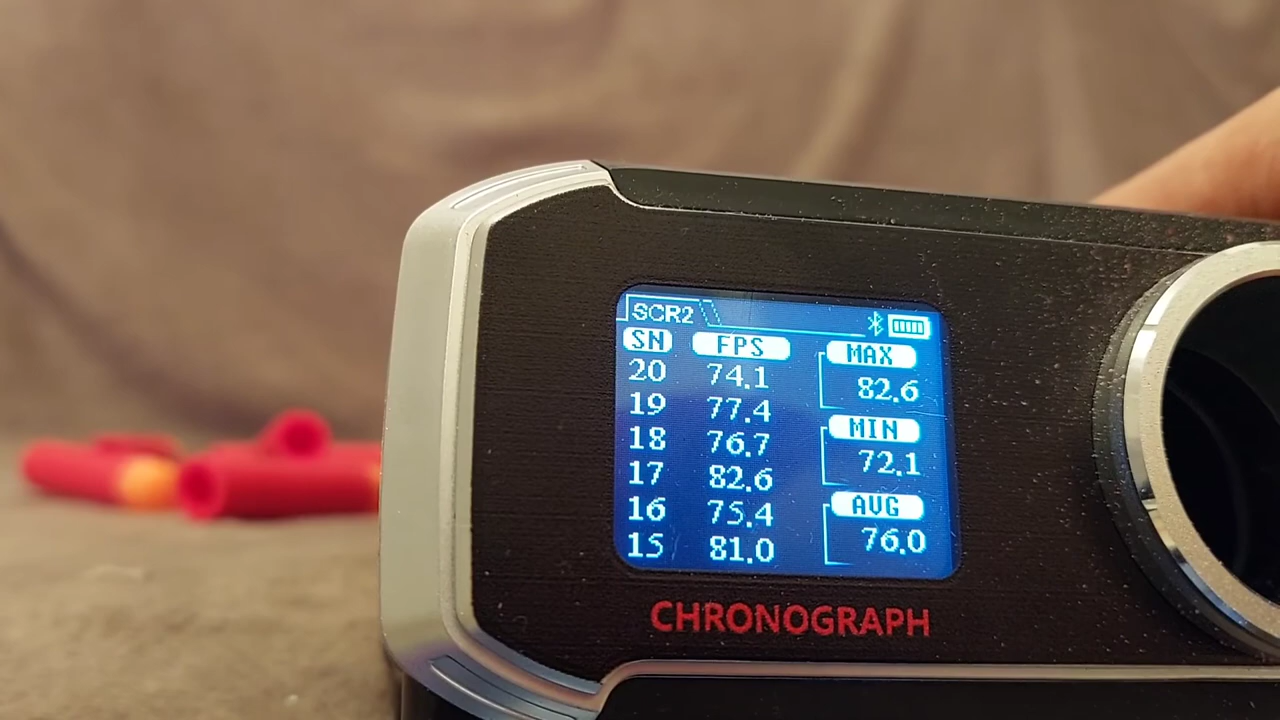 SCR2
SN FPS MAX
20 74.1 82.6
19 77.4
18 76.7 MIN
17 82.6 72.1
16 75.4 AVG
15 81.0 76.0
CHRONOGRAPH